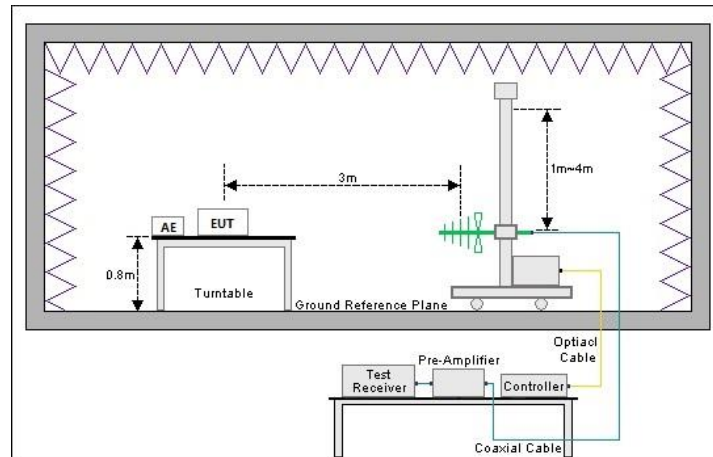 1m~4m
3m
AE
EUT
0.8m
Turntable
Ground Reference Plane
Optiacl
Cable
Pre-Amplifier
Test
Receiver
Controller
Coaxial Cable